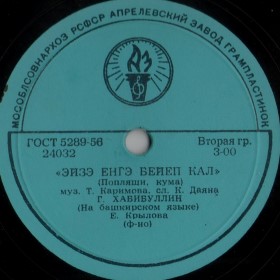 МОСОБЛСОВНАРХОЗ РСФСР АПРЕЛЕВСКИЙ ЗАВОД ГРАМПЛАСТИНОК
ГОСТ 5289-56 Вторая гр.
24032 3-00
«ЭЙЗЭ ЕНГЭ БЕЙЕП КАЛ»
(Попляши, кума)
муз. Т. Каримова, сл. К. Даяна
Г. ХАБИБУЛЛИН
(На башкирском языке)
Е. Крылова
(Ф-но)